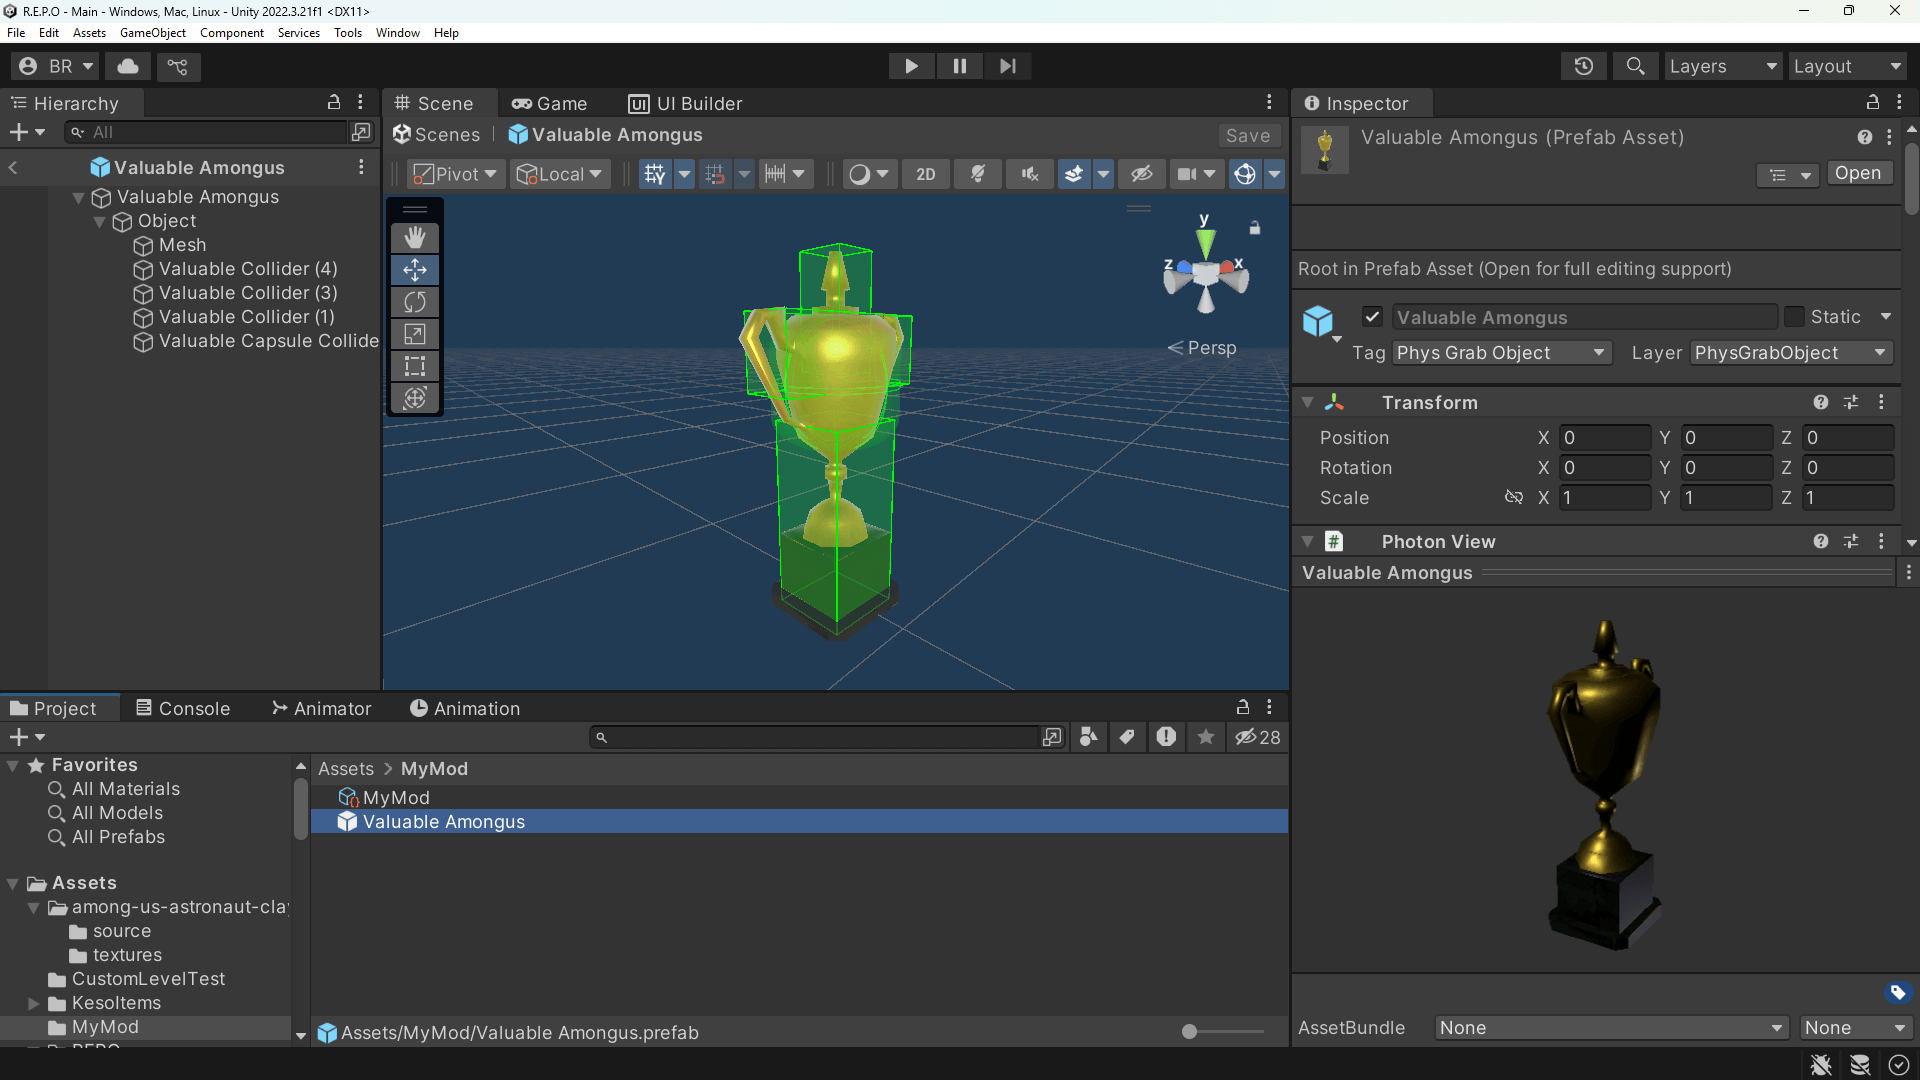 R.E.P.O - Main - Windows, Mac, Linux - Unity 2022.3.21f1 <DX11>
File Edit Assets GameObject Component Services Tools Window Help
BR
Layers Layout
Hierarchy
All
Valuable Amongus
Valuable Amongus
Object
Mesh
Valuable Collider (4)
Valuable Collider (3)
Valuable Collider (1)
Valuable Capsule Collide
Scene Game UI UI Builder
Scenes Valuable Amongus Save
Pivot Local 2D
y
z x
Persp
Inspector
Valuable Amongus (Prefab Asset)
Open
Root in Prefab Asset (Open for full editing support)
Valuable Amongus Static
Tag Phys Grab Object Layer PhysGrabObject
Transform
Position X 0 Y 0 Z 0
Rotation X 0 Y 0 Z 0
Scale X 1 Y 1 Z 1
# Photon View
Valuable Amongus
AssetBundle None None
Project Console Animator Animation
28
Favorites
All Materials
All Models
All Prefabs
Assets
among-us-astronaut-cla
source
textures
CustomLevelTest
KesoItems
MyMod
Assets > MyMod
MyMod
Valuable Amongus
Assets/MyMod/Valuable Amongus.prefab